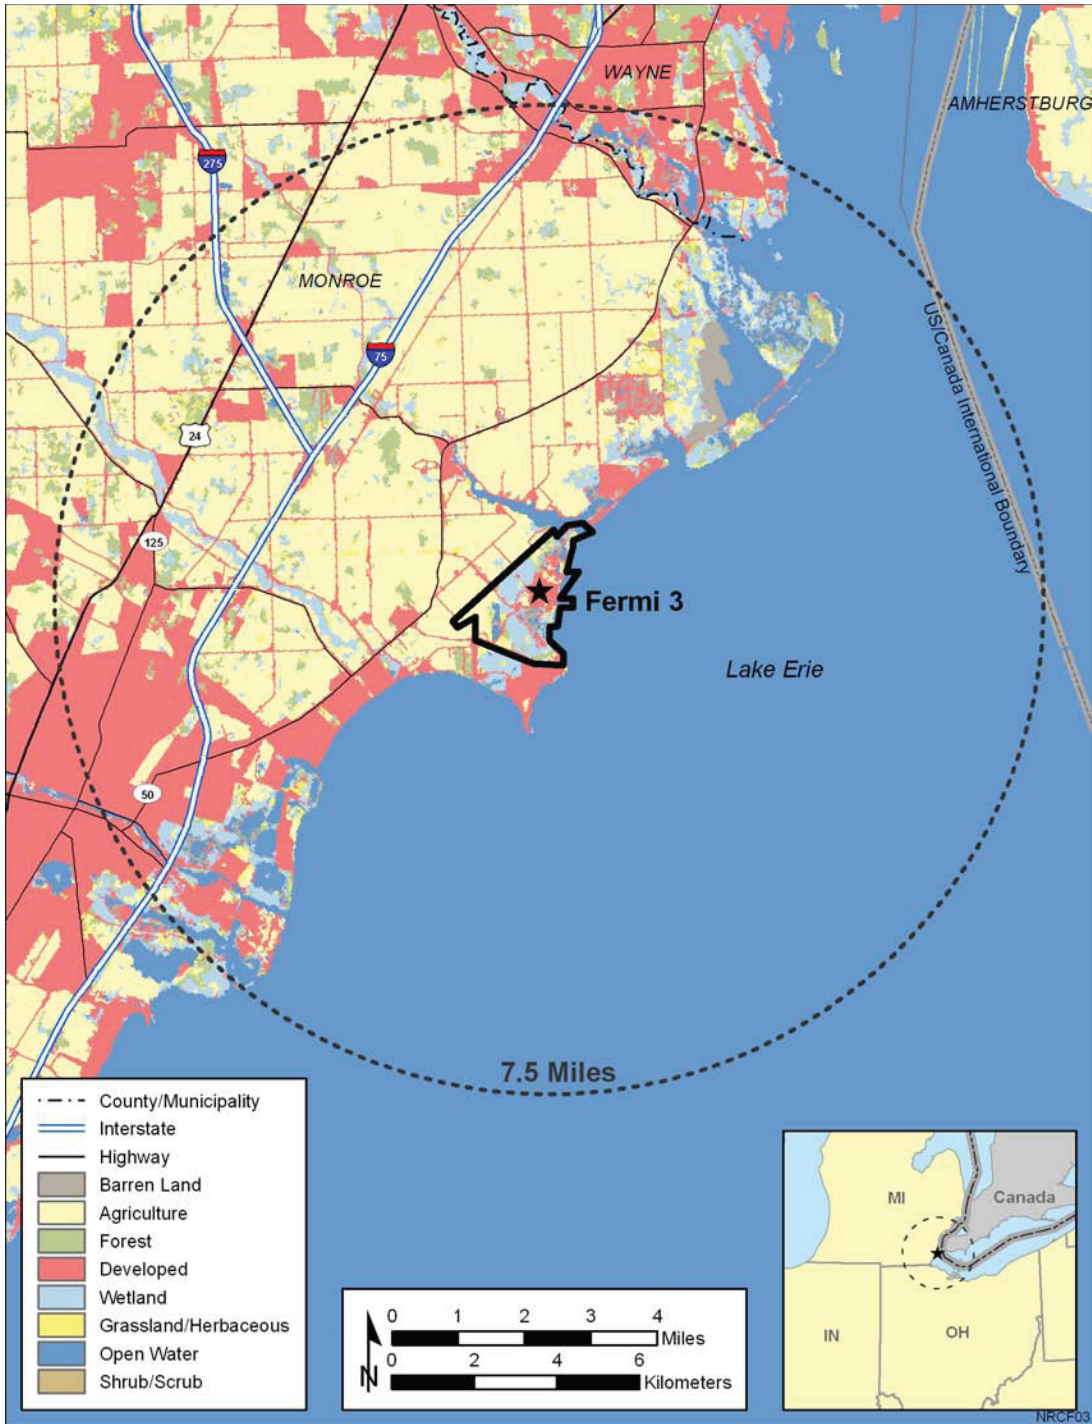 WAYNE
AMHERSTBURG
275
MONROE
75
US/Canada International Boundary
24
125
Fermi 3
Lake Erie
50
7.5 Miles
County/Municipality
Interstate
Highway
Barren Land
Agriculture
Forest
Developed
Wetland
Grassland/Herbaceous
Open Water
Shrub/Scrub
0 1 2 3 4
Miles
0 2 4 6
Kilometers
N
MI
Canada
IN
OH
NRCF03